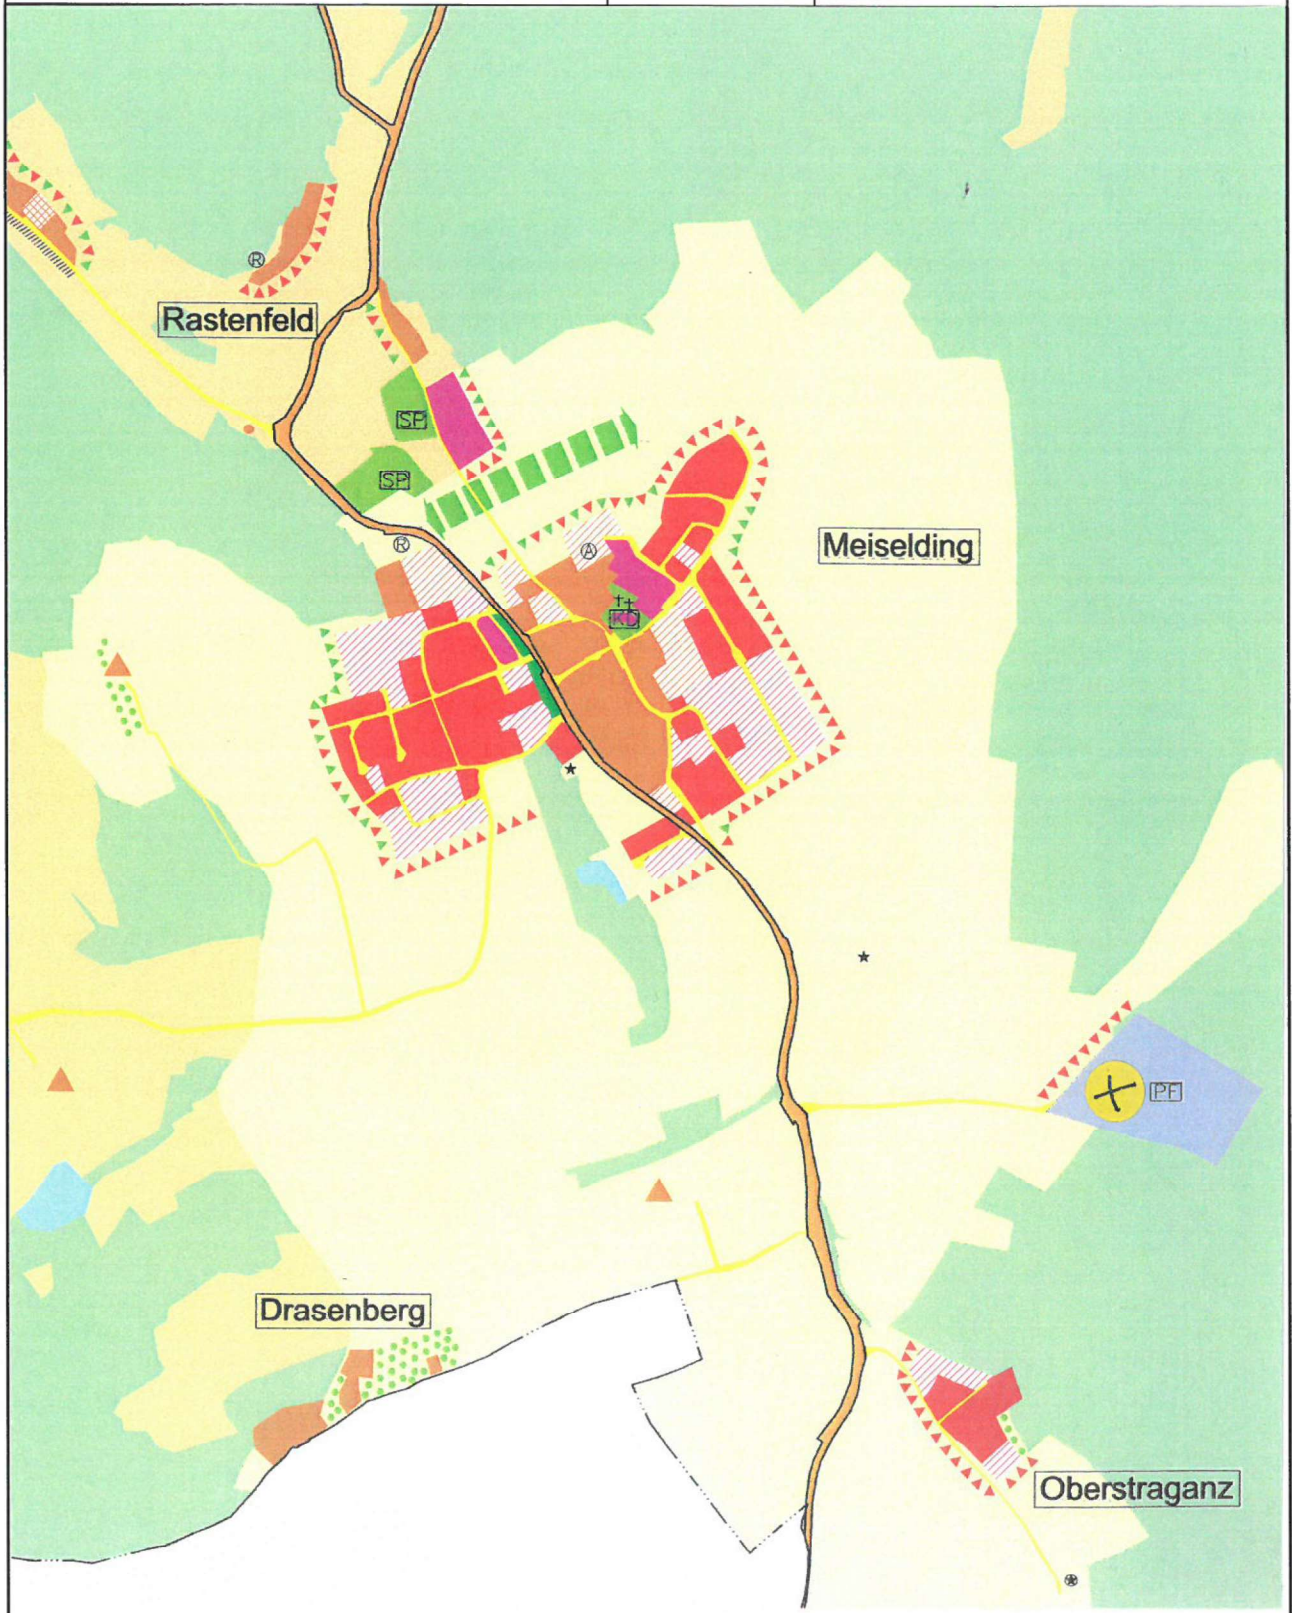 R
Rastenfeld
SP
SP
R
A
Meiselding
KD
PF
Drasenberg
Oberstraganz